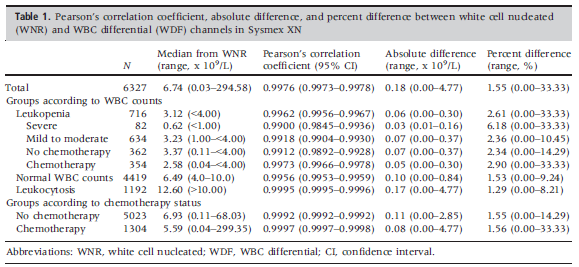 Table 1. Pearson's correlation coefficient, absolute difference, and percent difference between white cell nucleated
(WNR) and WBC differential (WDF) channels in Sysmex XN
N Median from WNR (range, x 10⁹/L) Pearson's correlation coefficient (95% CI) Absolute difference (range, x 10⁹/L) Percent difference (range, %)
Total 6327 6.74 (0.03–294.58) 0.9976 (0.9973–0.9978) 0.18 (0.00–4.77) 1.55 (0.00–33.33)
Groups according to WBC counts
Leukopenia 716 3.12 (<4.00) 0.9962 (0.9956–0.9967) 0.06 (0.00–0.30) 2.61 (0.00–33.33)
Severe 82 0.62 (<1.00) 0.9900 (0.9845–0.9936) 0.03 (0.01–0.16) 6.18 (0.00–33.33)
Mild to moderate 634 3.23 (1.00–<4.00) 0.9918 (0.9904–0.9930) 0.07 (0.00–0.37) 2.36 (0.00–10.45)
No chemotherapy 362 3.37 (0.11–<4.00) 0.9912 (0.9892–0.9928) 0.07 (0.00–0.37) 2.34 (0.00–14.29)
Chemotherapy 354 2.58 (0.04–<4.00) 0.9973 (0.9966–0.9978) 0.05 (0.00–0.30) 2.90 (0.00–33.33)
Normal WBC counts 4419 6.49 (4.0–10.0) 0.9956 (0.9953–0.9959) 0.10 (0.00–0.84) 1.53 (0.00–9.24)
Leukocytosis 1192 12.60 (>10.00) 0.9995 (0.9995–0.9996) 0.17 (0.00–4.77) 1.29 (0.00–8.21)
Groups according to chemotherapy status
No chemotherapy 5023 6.93 (0.11–68.03) 0.9992 (0.9992–0.9992) 0.11 (0.00–2.85) 1.55 (0.00–14.29)
Chemotherapy 1304 5.59 (0.04–299.35) 0.9997 (0.9997–0.9998) 0.08 (0.00–4.77) 1.56 (0.00–33.33)
Abbreviations: WNR, white cell nucleated; WDF, WBC differential; CI, confidence interval.